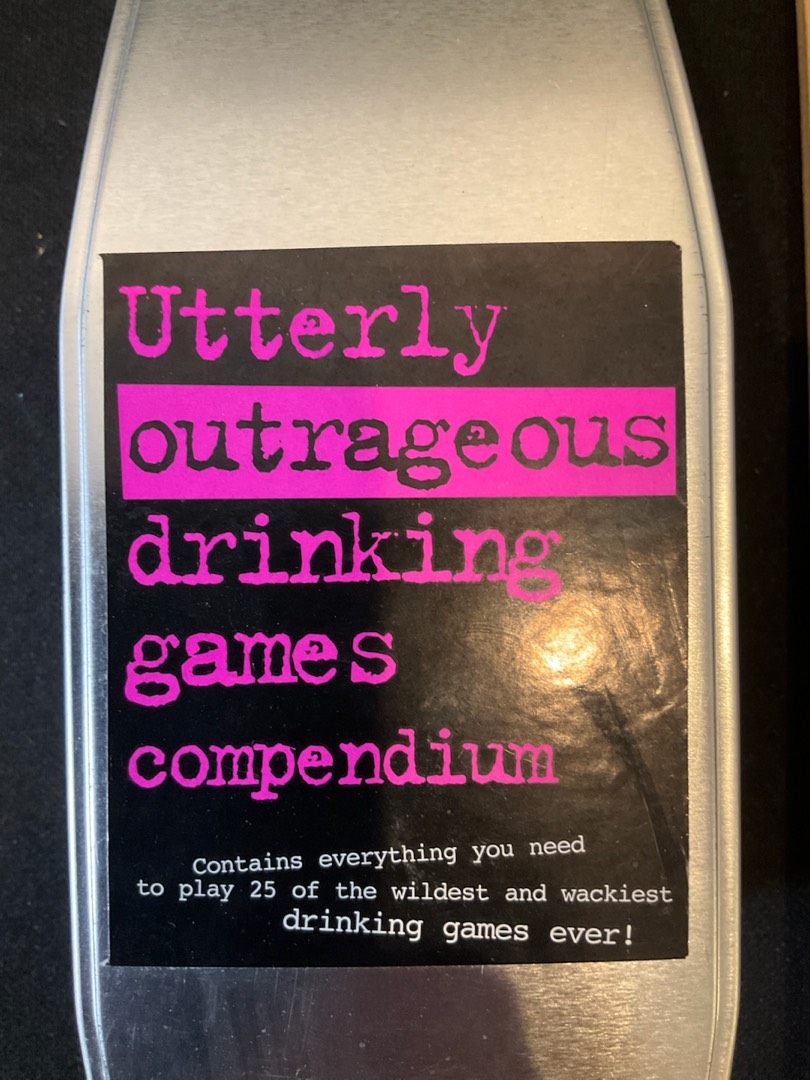 Utterly
outrageous
drinking
games
compendium
Contains everything you need
to play 25 of the wildest and wackiest
drinking games ever!